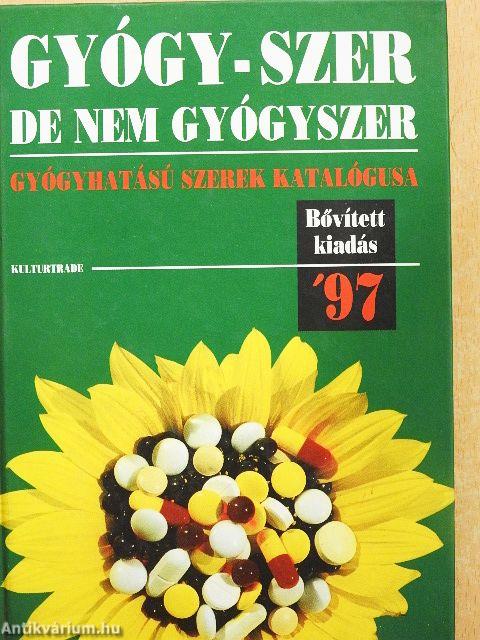 GYÓGY-SZER
DE NEM GYÓGYSZER
GYÓGYHATÁSÚ SZEREK KATALÓGUSA
Bővített
kiadás
'97
KULTURTRADE
Antikvárium.hu